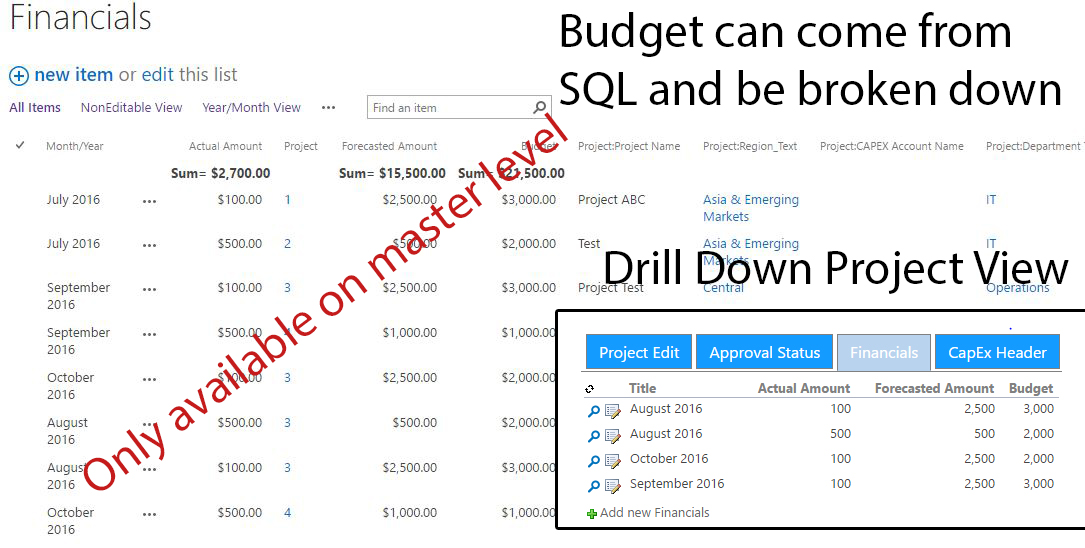 Financials
Budget can come from
SQL and be broken down
new item or edit this list
All Items NonEditable View Year/Month View ••• Find an item
Only available on master level
Month/Year Actual Amount Project Forecasted Amount Budget Project:Project Name Project:Region_Text Project:CAPEX Account Name Project:Department T
Sum= $2,700.00 Sum= $15,500.00 Sum= $21,500.00
July 2016 ••• $100.00 1 $2,500.00 $3,000.00 Project ABC Asia & Emerging IT
Markets
July 2016 ••• $500.00 2 $500.00 $2,000.00 Test Asia & Emerging IT
Markets
Drill Down Project View
September ••• $100.00 3 $2,500.00 $3,000.00 Project Test Central Operations
2016
September ••• $500.00 4 $1,000.00 $1,000.00
2016
October ••• $100.00 3 $2,500.00 $2,000.00
2016
August ••• $500.00 3 $500.00 $2,000.00
2016
August ••• $100.00 3 $2,500.00 $3,000.00
2016
October ••• $500.00 4 $1,000.00 $1,000.00
2016
Project Edit Approval Status Financials CapEx Header
Title Actual Amount Forecasted Amount Budget
August 2016 100 2,500 3,000
August 2016 500 500 2,000
October 2016 100 2,500 2,000
September 2016 100 2,500 3,000
Add new Financials